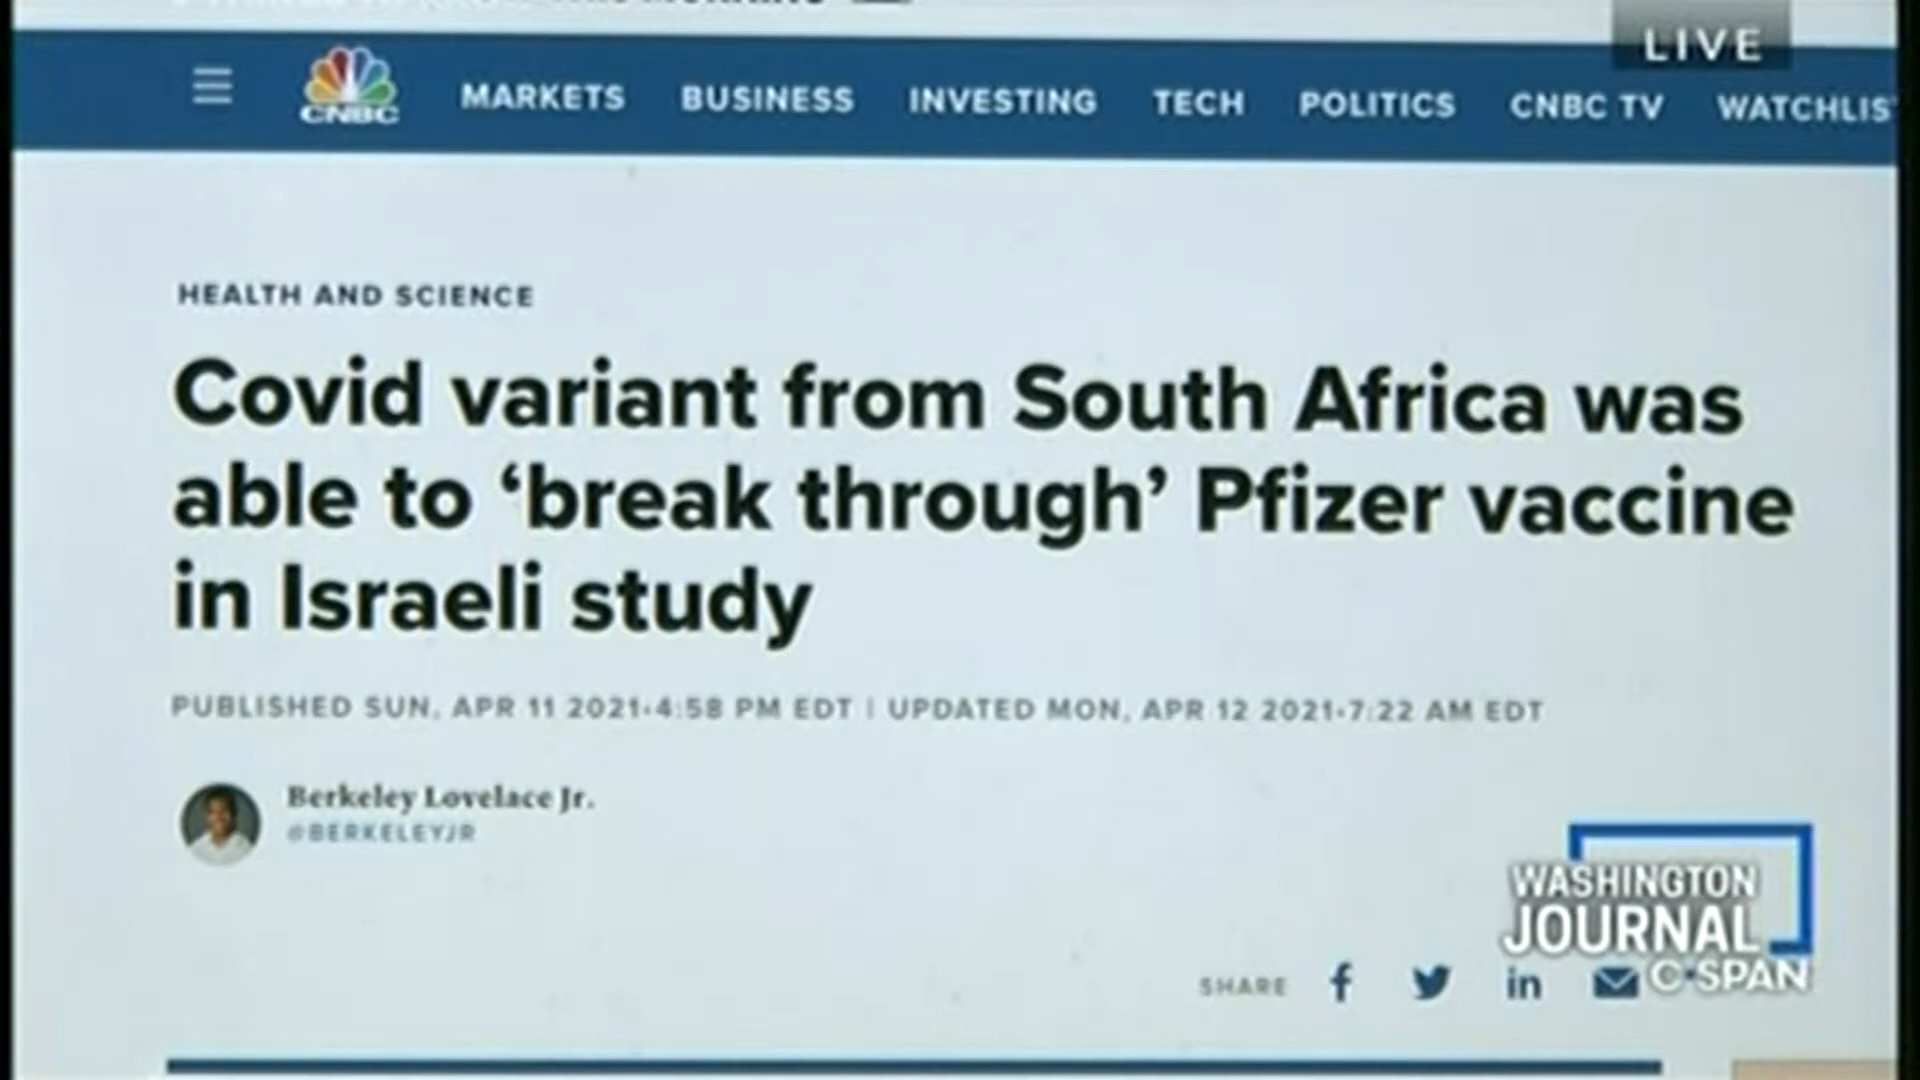 LIVE
CNBC
MARKETS BUSINESS INVESTING TECH POLITICS CNBC TV WATCHLIS
HEALTH AND SCIENCE
Covid variant from South Africa was
able to ‘break through’ Pfizer vaccine
in Israeli study
PUBLISHED SUN, APR 11 2021•4:58 PM EDT | UPDATED MON, APR 12 2021•7:22 AM EDT
Berkeley Lovelace Jr.
@BERKELEYJR
WASHINGTON
JOURNAL
C-SPAN
SHARE f in